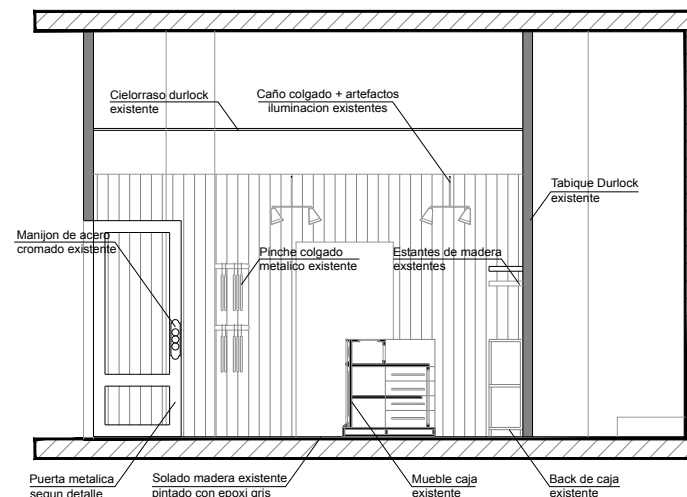 Cielorraso durlock
existente
Caño colgado + artefactos
iluminacion existentes
Tabique Durlock
existente
Manijon de acero
cromado existente
Pinche colgado
metalico existente
Estantes de madera
exstentes
Puerta metalica
segun detalle
Solado madera existente
pintado con epoxi gris
Mueble caja
existente
Back de caja
existente